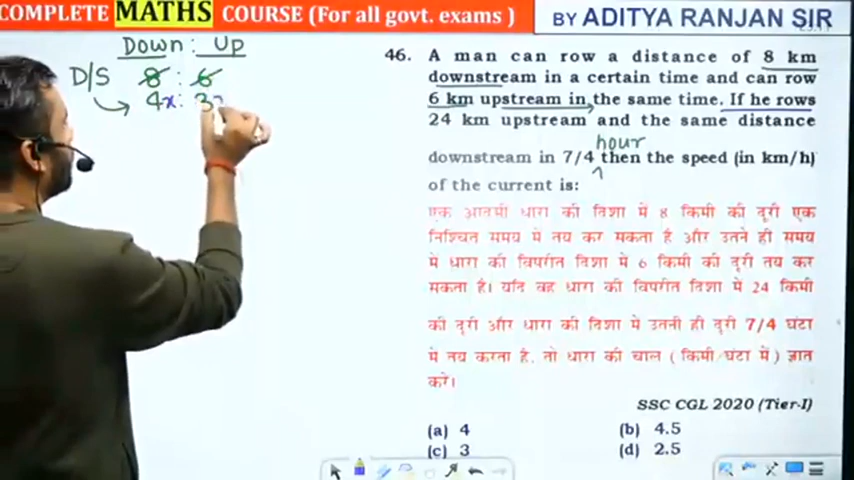 COMPLETE MATHS COURSE (For all govt. exams)
BY ADITYA RANJAN SIR
Down : Up
D/S 8 : 6
4x : 3x
46. A man can row a distance of 8 km
downstream in a certain time and can row
6 km upstream in the same time. If he rows
24 km upstream and the same distance
hour
downstream in 7/4 then the speed (in km/h)
of the current is:
एक आदमी धारा की दिशा में 8 किमी की दूरी एक
निश्चित समय में तय कर सकता है और उतने ही समय
में धारा की विपरीत दिशा में 6 किमी की दूरी तय कर
सकता है। यदि वह धारा की विपरीत दिशा में 24 किमी
की दूरी और धारा की दिशा में उतनी ही दूरी 7/4 घंटा
में तय करता है, तो धारा की चाल (किमी/घंटा में) ज्ञात
करें।
SSC CGL 2020 (Tier-I)
(a) 4 (b) 4.5
(c) 3 (d) 2.5